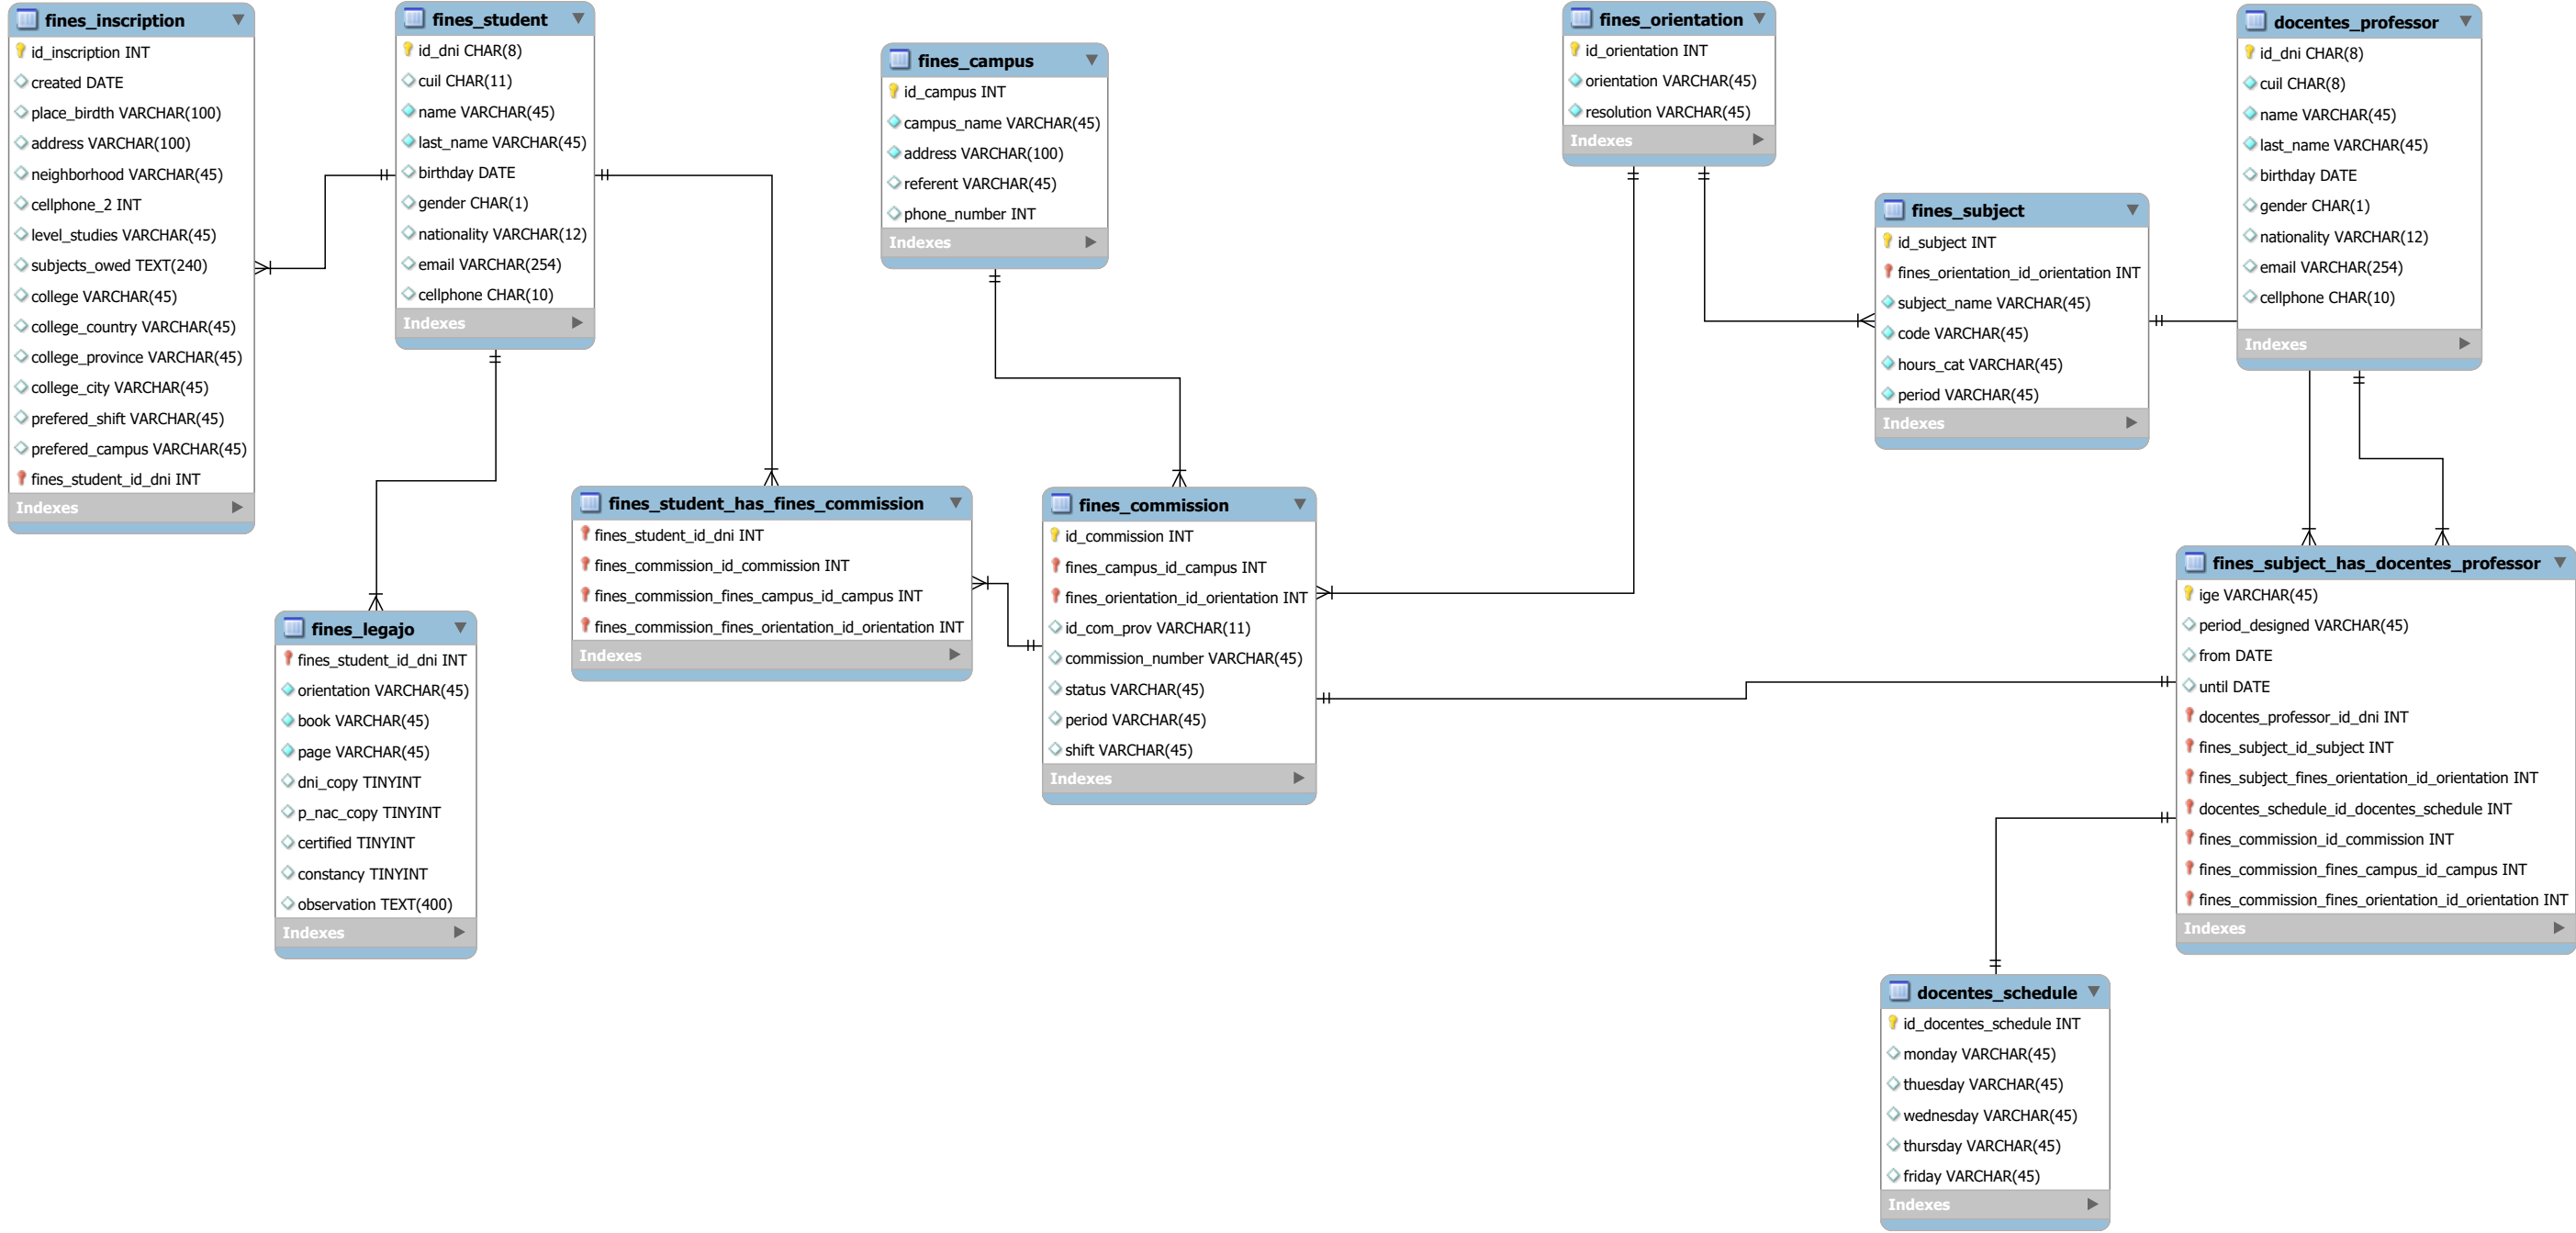 fines_inscription
id_inscription INT
created DATE
place_birdth VARCHAR(100)
address VARCHAR(100)
neighborhood VARCHAR(45)
cellphone_2 INT
level_studies VARCHAR(45)
subjects_owed TEXT(240)
college VARCHAR(45)
college_country VARCHAR(45)
college_province VARCHAR(45)
college_city VARCHAR(45)
prefered_shift VARCHAR(45)
prefered_campus VARCHAR(45)
fines_student_id_dni INT
Indexes
fines_student
id_dni CHAR(8)
cuil CHAR(11)
name VARCHAR(45)
last_name VARCHAR(45)
birthday DATE
gender CHAR(1)
nationality VARCHAR(12)
email VARCHAR(254)
cellphone CHAR(10)
Indexes
fines_campus
id_campus INT
campus_name VARCHAR(45)
address VARCHAR(100)
referent VARCHAR(45)
phone_number INT
Indexes
fines_orientation
id_orientation INT
orientation VARCHAR(45)
resolution VARCHAR(45)
Indexes
docentes_professor
id_dni CHAR(8)
cuil CHAR(8)
name VARCHAR(45)
last_name VARCHAR(45)
birthday DATE
gender CHAR(1)
nationality VARCHAR(12)
email VARCHAR(254)
cellphone CHAR(10)
Indexes
fines_subject
id_subject INT
fines_orientation_id_orientation INT
subject_name VARCHAR(45)
code VARCHAR(45)
hours_cat VARCHAR(45)
period VARCHAR(45)
Indexes
fines_student_has_fines_commission
fines_student_id_dni INT
fines_commission_id_commission INT
fines_commission_fines_campus_id_campus INT
fines_commission_fines_orientation_id_orientation INT
Indexes
fines_commission
id_commission INT
fines_campus_id_campus INT
fines_orientation_id_orientation INT
id_com_prov VARCHAR(11)
commission_number VARCHAR(45)
status VARCHAR(45)
period VARCHAR(45)
shift VARCHAR(45)
Indexes
fines_subject_has_docentes_professor
ige VARCHAR(45)
period_designed VARCHAR(45)
from DATE
until DATE
docentes_professor_id_dni INT
fines_subject_id_subject INT
fines_subject_fines_orientation_id_orientation INT
docentes_schedule_id_docentes_schedule INT
fines_commission_id_commission INT
fines_commission_fines_campus_id_campus INT
fines_commission_fines_orientation_id_orientation INT
Indexes
fines_legajo
fines_student_id_dni INT
orientation VARCHAR(45)
book VARCHAR(45)
page VARCHAR(45)
dni_copy TINYINT
p_nac_copy TINYINT
certified TINYINT
constancy TINYINT
observation TEXT(400)
Indexes
docentes_schedule
id_docentes_schedule INT
monday VARCHAR(45)
thuesday VARCHAR(45)
wednesday VARCHAR(45)
thursday VARCHAR(45)
friday VARCHAR(45)
Indexes